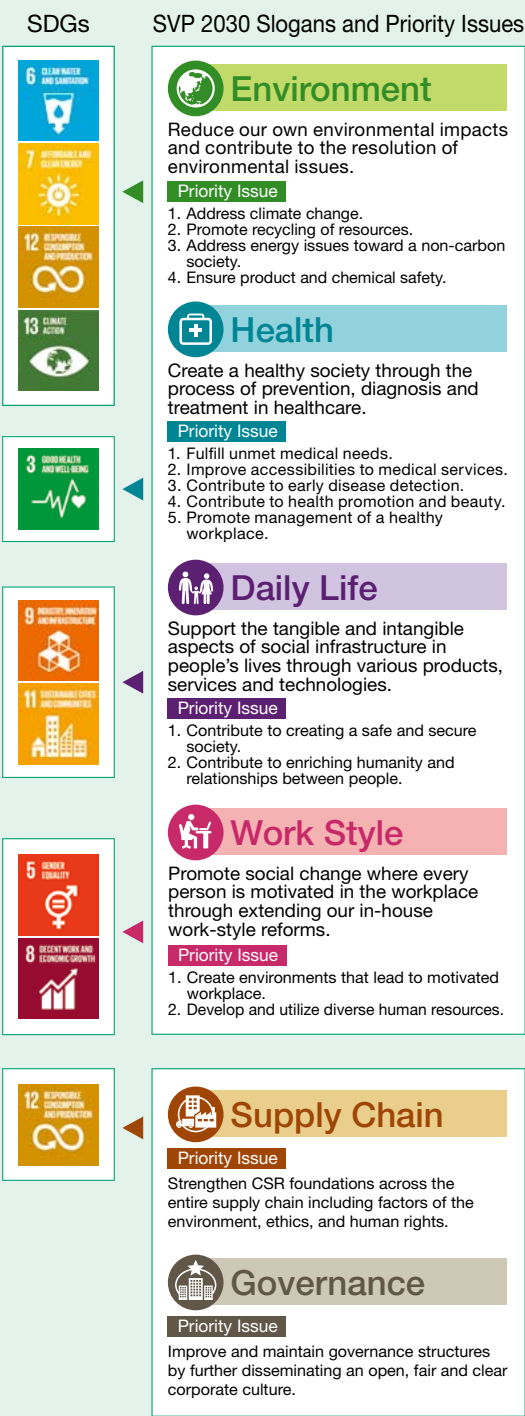 SDGs
SVP 2030 Slogans and Priority Issues
6 CLEAN WATER
AND SANITATION
7 AFFORDABLE AND
CLEAN ENERGY
12 RESPONSIBLE
CONSUMPTION
AND PRODUCTION
13 CLIMATE
ACTION
Environment
Reduce our own environmental impacts
and contribute to the resolution of
environmental issues.
Priority Issue
1. Address climate change.
2. Promote recycling of resources.
3. Address energy issues toward a non-carbon
society.
4. Ensure product and chemical safety.
Health
Create a healthy society through the
process of prevention, diagnosis and
treatment in healthcare.
Priority Issue
1. Fulfill unmet medical needs.
2. Improve accessibilities to medical services.
3. Contribute to early disease detection.
4. Contribute to health promotion and beauty.
5. Promote management of a healthy
workplace.
3 GOOD HEALTH
AND WELL-BEING
Daily Life
Support the tangible and intangible
aspects of social infrastructure in
people's lives through various products,
services and technologies.
Priority Issue
1. Contribute to creating a safe and secure
society.
2. Contribute to enriching humanity and
relationships between people.
9 INDUSTRY, INNOVATION
AND INFRASTRUCTURE
11 SUSTAINABLE CITIES
AND COMMUNITIES
Work Style
Promote social change where every
person is motivated in the workplace
through extending our in-house
work-style reforms.
Priority Issue
1. Create environments that lead to motivated
workplace.
2. Develop and utilize diverse human resources.
5 GENDER
EQUALITY
8 DECENT WORK AND
ECONOMIC GROWTH
12 RESPONSIBLE
CONSUMPTION
AND PRODUCTION
Supply Chain
Priority Issue
Strengthen CSR foundations across the
entire supply chain including factors of the
environment, ethics, and human rights.
Governance
Priority Issue
Improve and maintain governance structures
by further disseminating an open, fair and clear
corporate culture.